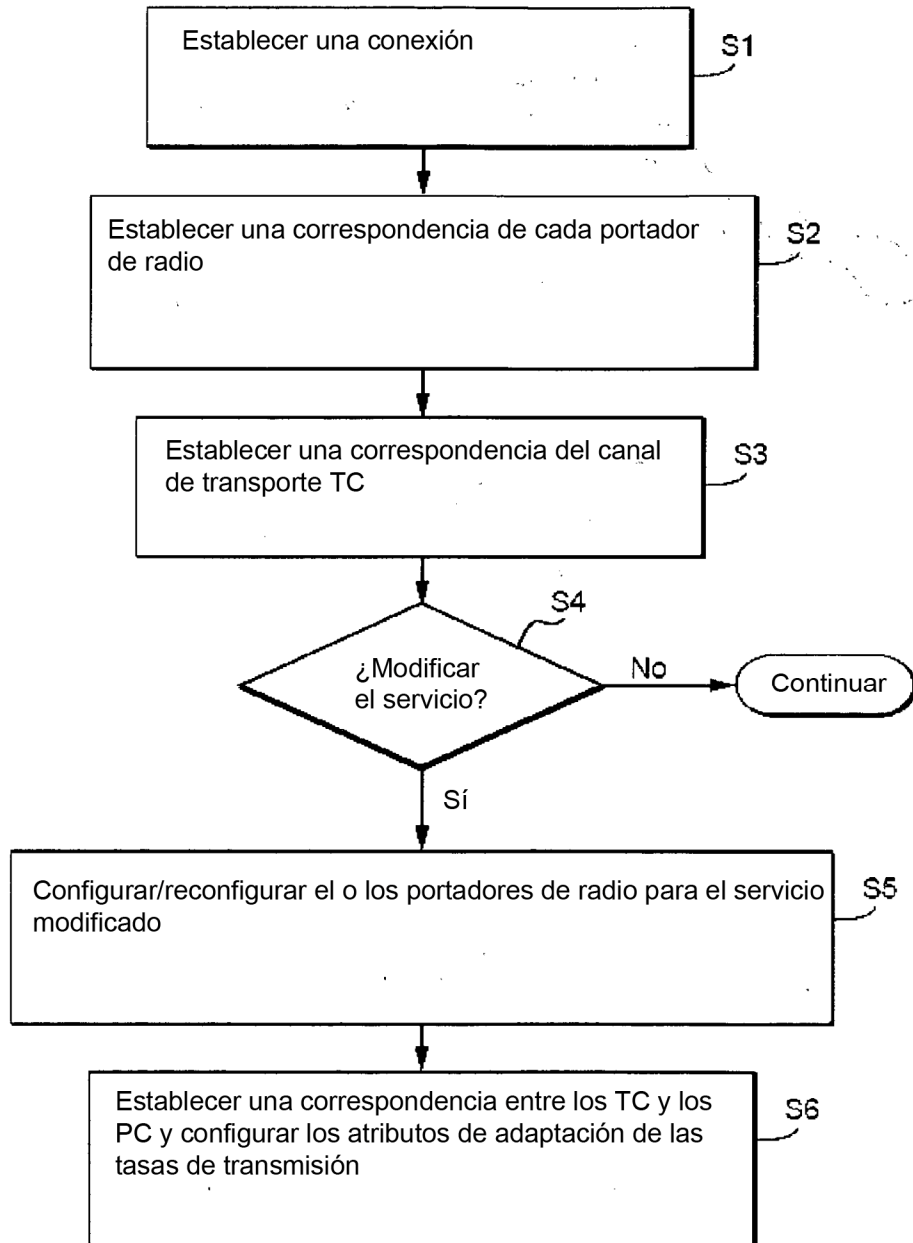 Establecer una conexión
S1
Establecer una correspondencia de cada portador
de radio
S2
Establecer una correspondencia del canal
de transporte TC
S3
S4
¿Modificar
el servicio?
No
Continuar
Sí
Configurar/reconfigurar el o los portadores de radio para el servicio
modificado
S5
Establecer una correspondencia entre los TC y los
PC y configurar los atributos de adaptación de las
tasas de transmisión
S6